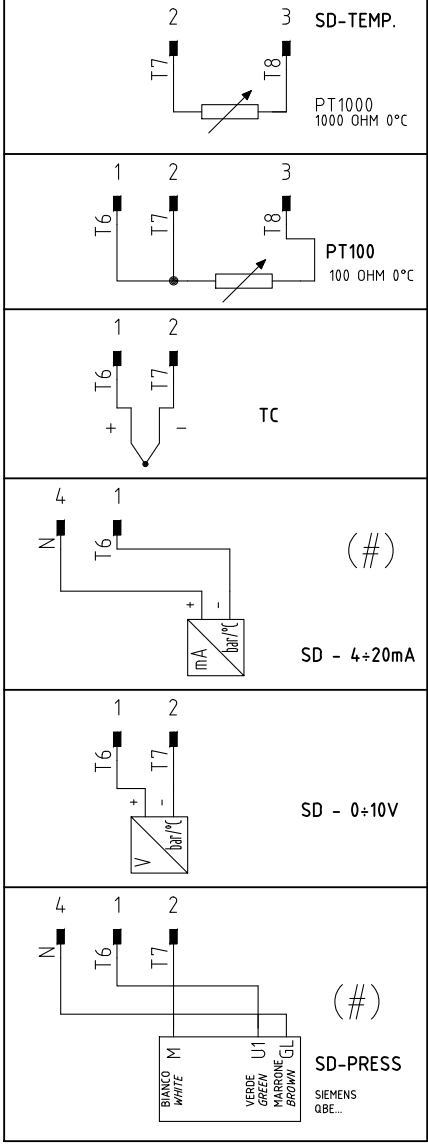 2 3 SD-TEMP.
T7 T8
PT1000
1000 OHM 0°C
1 2 3
T6 T7 T8
PT100
100 OHM 0°C
1 2
T6 T7
+ -
TC
4 1
N T6
(#)
+ -
mA bar/°C
SD - 4÷20mA
1 2
T6 T7
+ -
V bar/°C
SD - 0÷10V
4 1 2
N T6 T7
(#)
M U1 GL
BIANCO
WHITE
VERDE
GREEN
MARRONE
BROWN
SD-PRESS
SIEMENS
QBE...